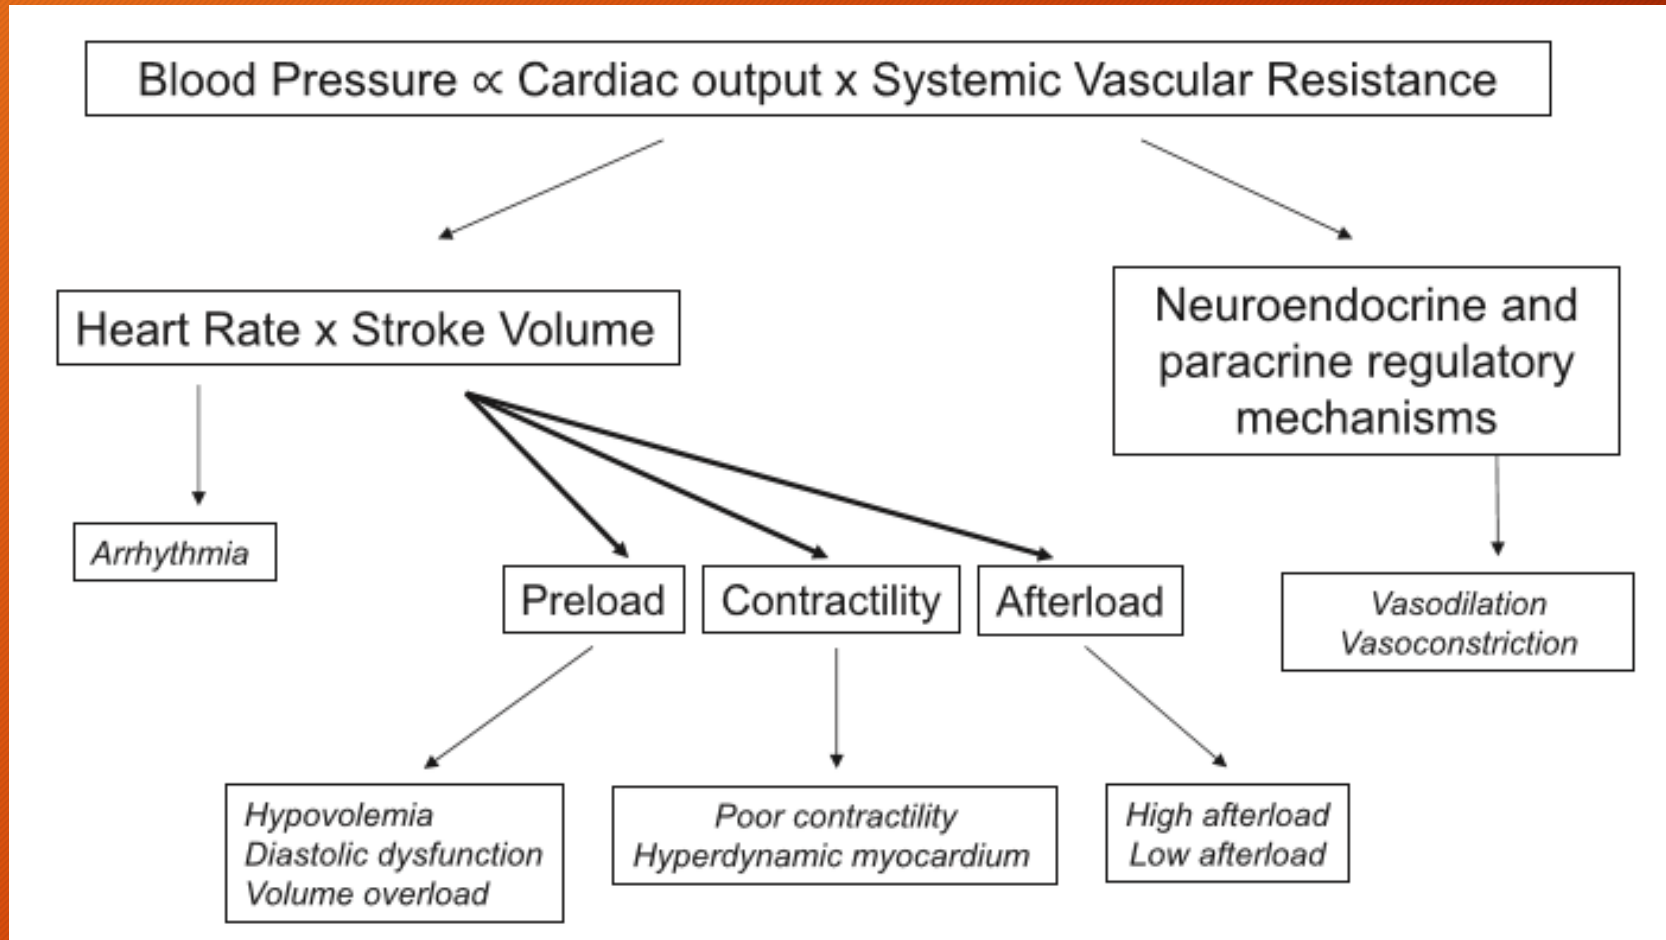 Blood Pressure ∝ Cardiac output x Systemic Vascular Resistance
Heart Rate x Stroke Volume
Neuroendocrine and
paracrine regulatory
mechanisms
Arrhythmia
Preload
Contractility
Afterload
Vasodilation
Vasoconstriction
Hypovolemia
Diastolic dysfunction
Volume overload
Poor contractility
Hyperdynamic myocardium
High afterload
Low afterload